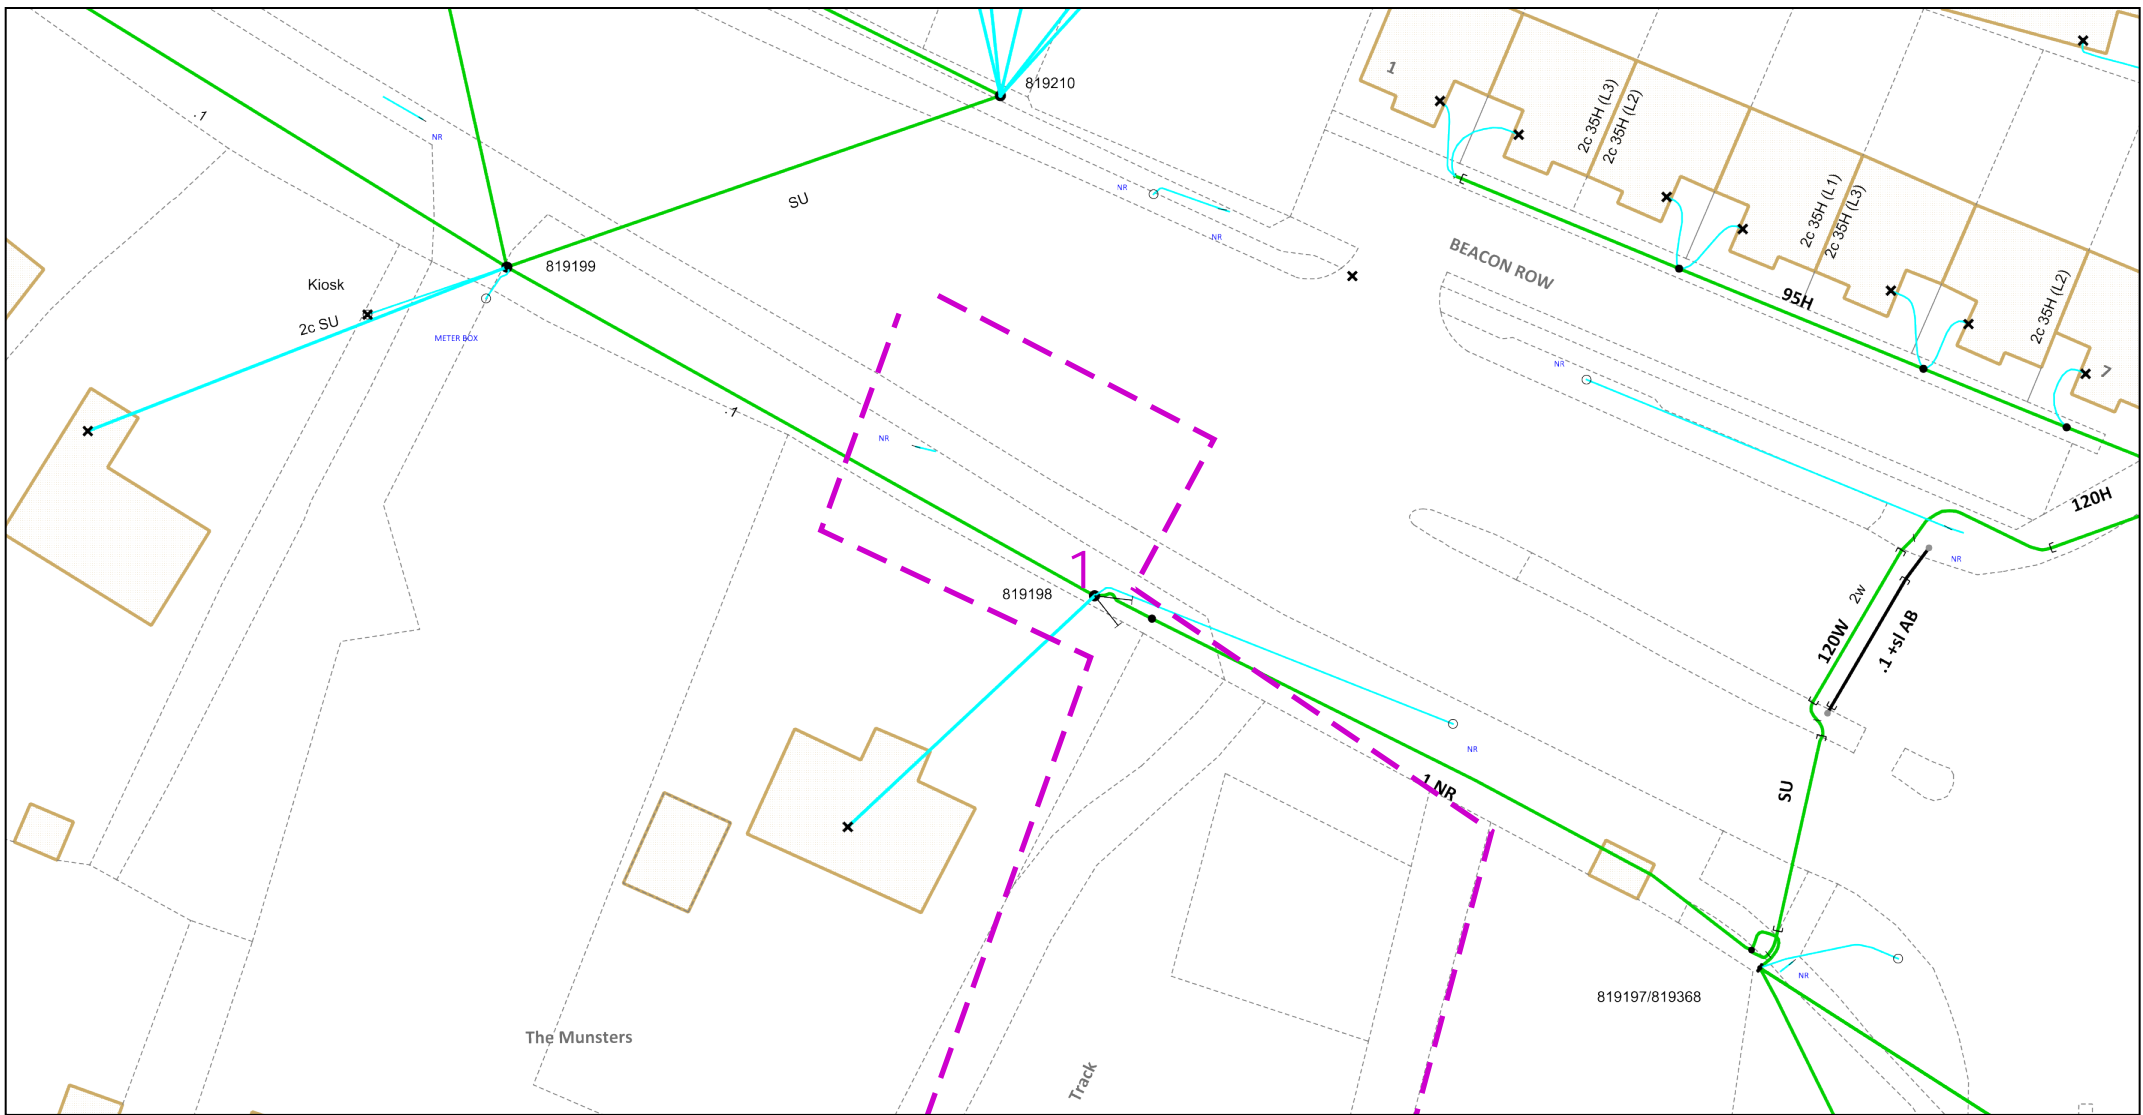 819210
1
2c 35H (L3)
2c 35H (L2)
.1
NR
NR
SU
NR
2c 35H (L1)
2c 35H (L3)
BEACON ROW
819199
Kiosk
2c SU
METER BOX
95H
2c 35H (L2)
NR
7
.1
NR
120H
NR
1
819198
2w
120W
.1 +sl AB
NR
1 NR
SU
NR
819197/819368
The Munsters
Track